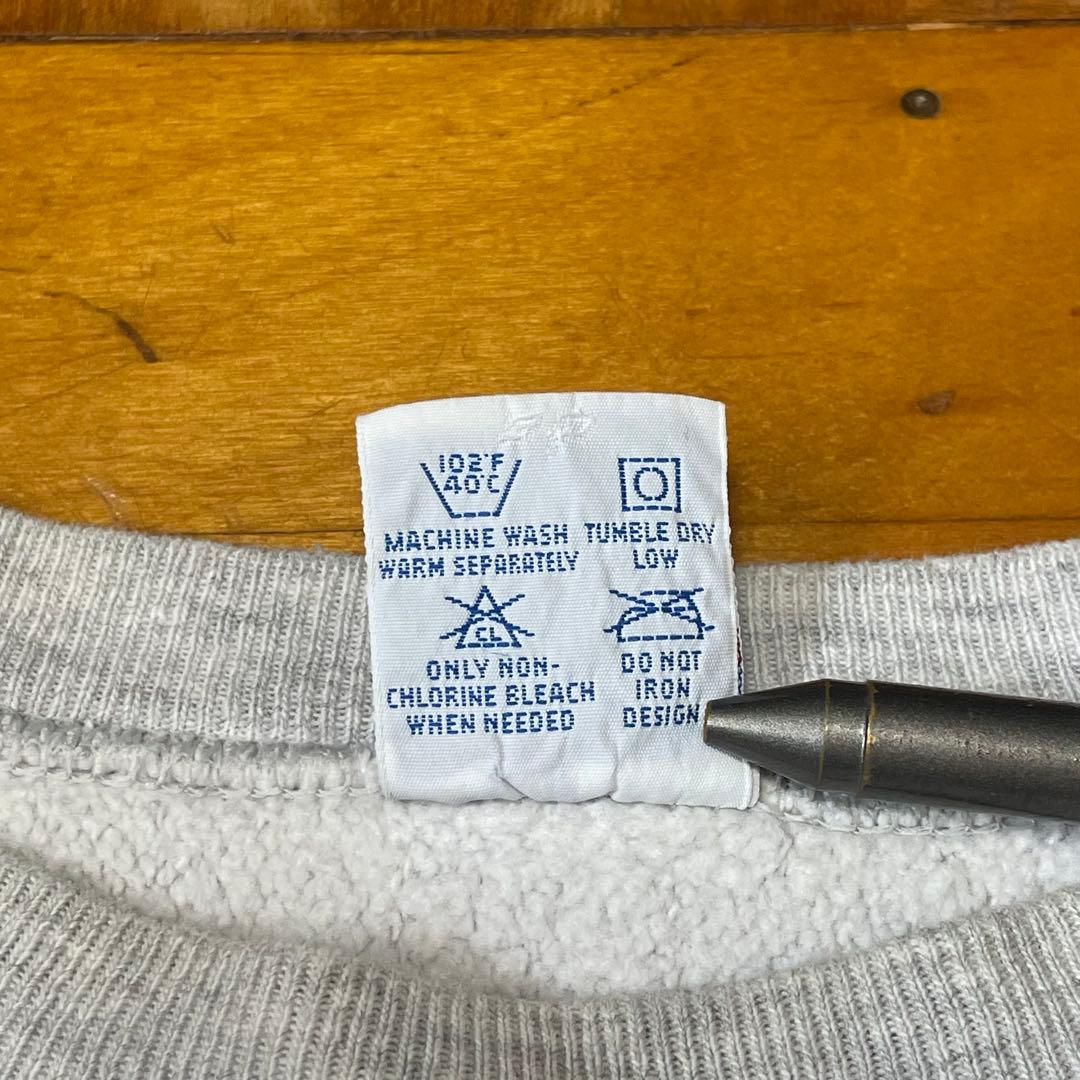 102°F
40°C
MACHINE WASH
WARM SEPARATELY
TUMBLE DRY
LOW
CL
ONLY NON-
CHLORINE BLEACH
WHEN NEEDED
DO NOT
IRON
DESIGN